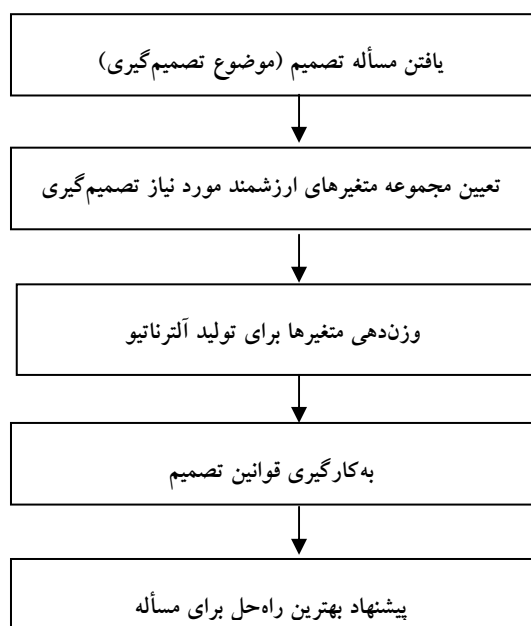 یافتن مسأله تصمیم (موضوع تصمیم‌گیری)
تعیین مجموعه متغیرهای ارزشمند مورد نیاز تصمیم‌گیری
وزن‌دهی متغیرها برای تولید آلترناتیو
به‌کارگیری قوانین تصمیم
پیشنهاد بهترین راه‌حل برای مسأله